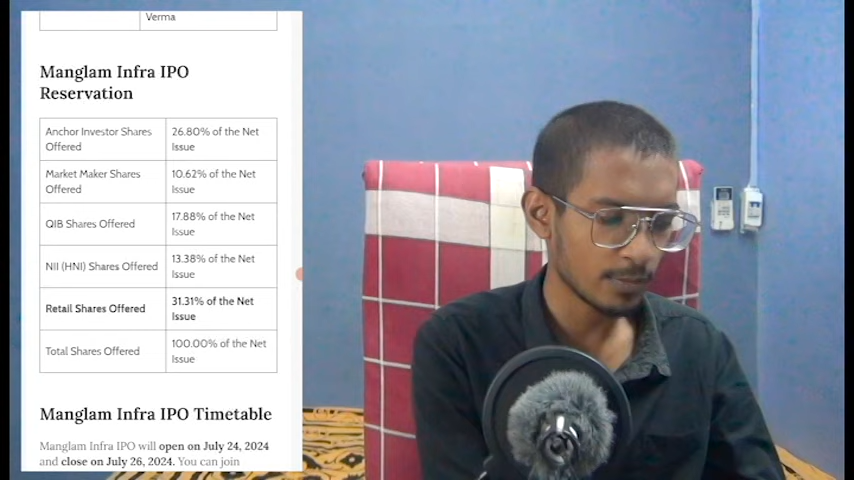 Verma
Manglam Infra IPO
Reservation
Anchor Investor Shares
Offered
26.80% of the Net
Issue
Market Maker Shares
Offered
10.62% of the Net
Issue
QIB Shares Offered
17.88% of the Net
Issue
NII (HNI) Shares Offered
13.38% of the Net
Issue
Retail Shares Offered
31.31% of the Net
Issue
Total Shares Offered
100.00% of the Net
Issue
Manglam Infra IPO Timetable
Manglam Infra IPO will open on July 24, 2024
and close on July 26, 2024. You can join